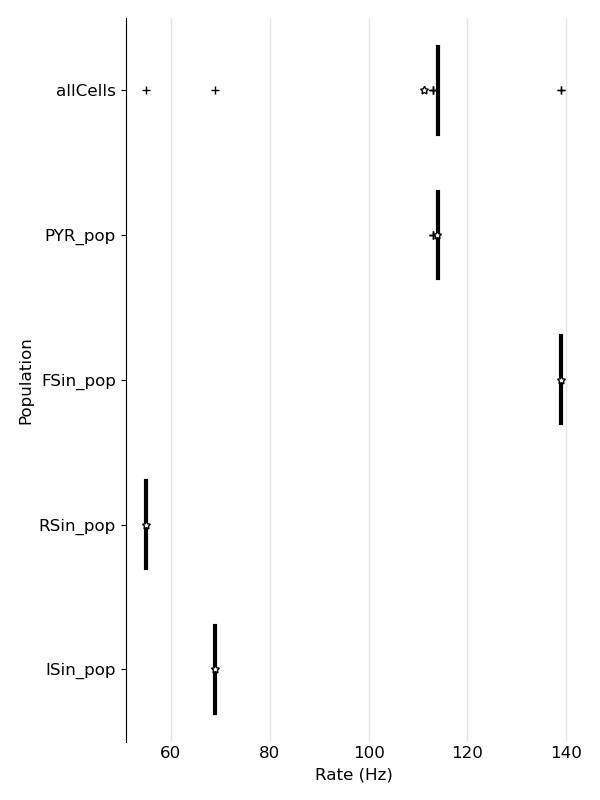 allCells
PYR_pop
FSin_pop
RSin_pop
ISin_pop
Population
60 80 100 120 140
Rate (Hz)